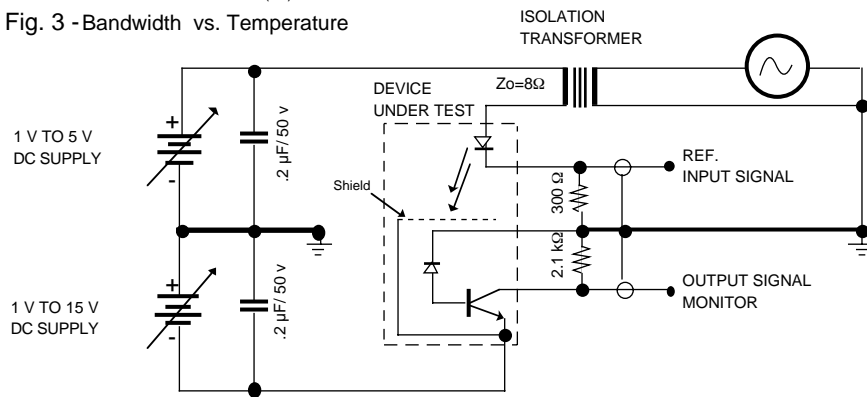 Fig. 3 - Bandwidth vs. Temperature
ISOLATION
TRANSFORMER
Zo=8Ω
DEVICE
UNDER TEST
1 V TO 5 V
DC SUPPLY
+
-
.2 µF/ 50 v
Shield
300 Ω
REF.
INPUT SIGNAL
2.1 kΩ
1 V TO 15 V
DC SUPPLY
+
-
.2 µF/ 50 v
OUTPUT SIGNAL
MONITOR